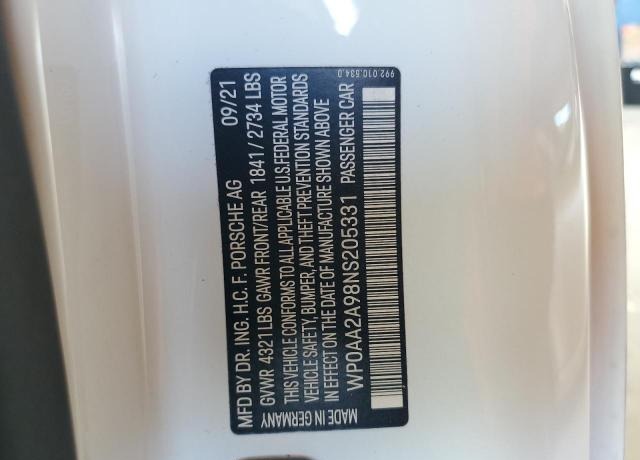 MFD BY DR. ING. H.C. F. PORSCHE AG 09/21
GVWR 4321 LBS GAWR FRONT/REAR 1841 / 2734 LBS
THIS VEHICLE CONFORMS TO ALL APPLICABLE U.S.FEDERAL MOTOR
VEHICLE SAFETY, BUMPER, AND THEFT PREVENTION STANDARDS
IN EFFECT ON THE DATE OF MANUFACTURE SHOWN ABOVE
WP0AA2A98NS205331 PASSENGER CAR
MADE IN GERMANY
992.010.534.0